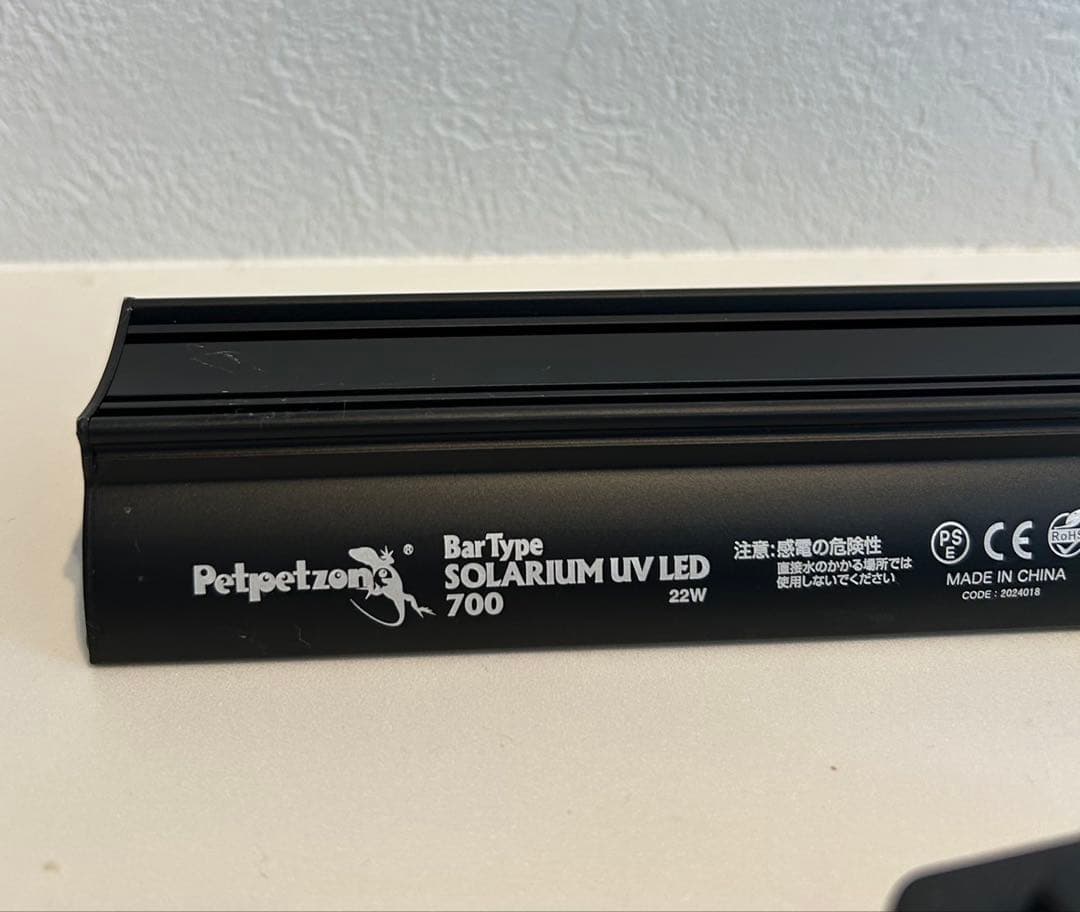 Petpetzon®
Bar Type
SOLARIUM UV LED
700
22W
注意:感電の危険性
直接水のかかる場所では
使用しないでください
PS
E
CE
RoHS
MADE IN CHINA
CODE : 2024018